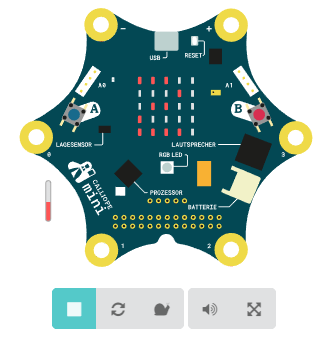 − +
USB
RESET
A0 A1
A B
LAGESENSOR LAUTSPRECHER
RGB LED
0 3
CALLIOPE
mini
PROZESSOR
BATTERIE
1 2